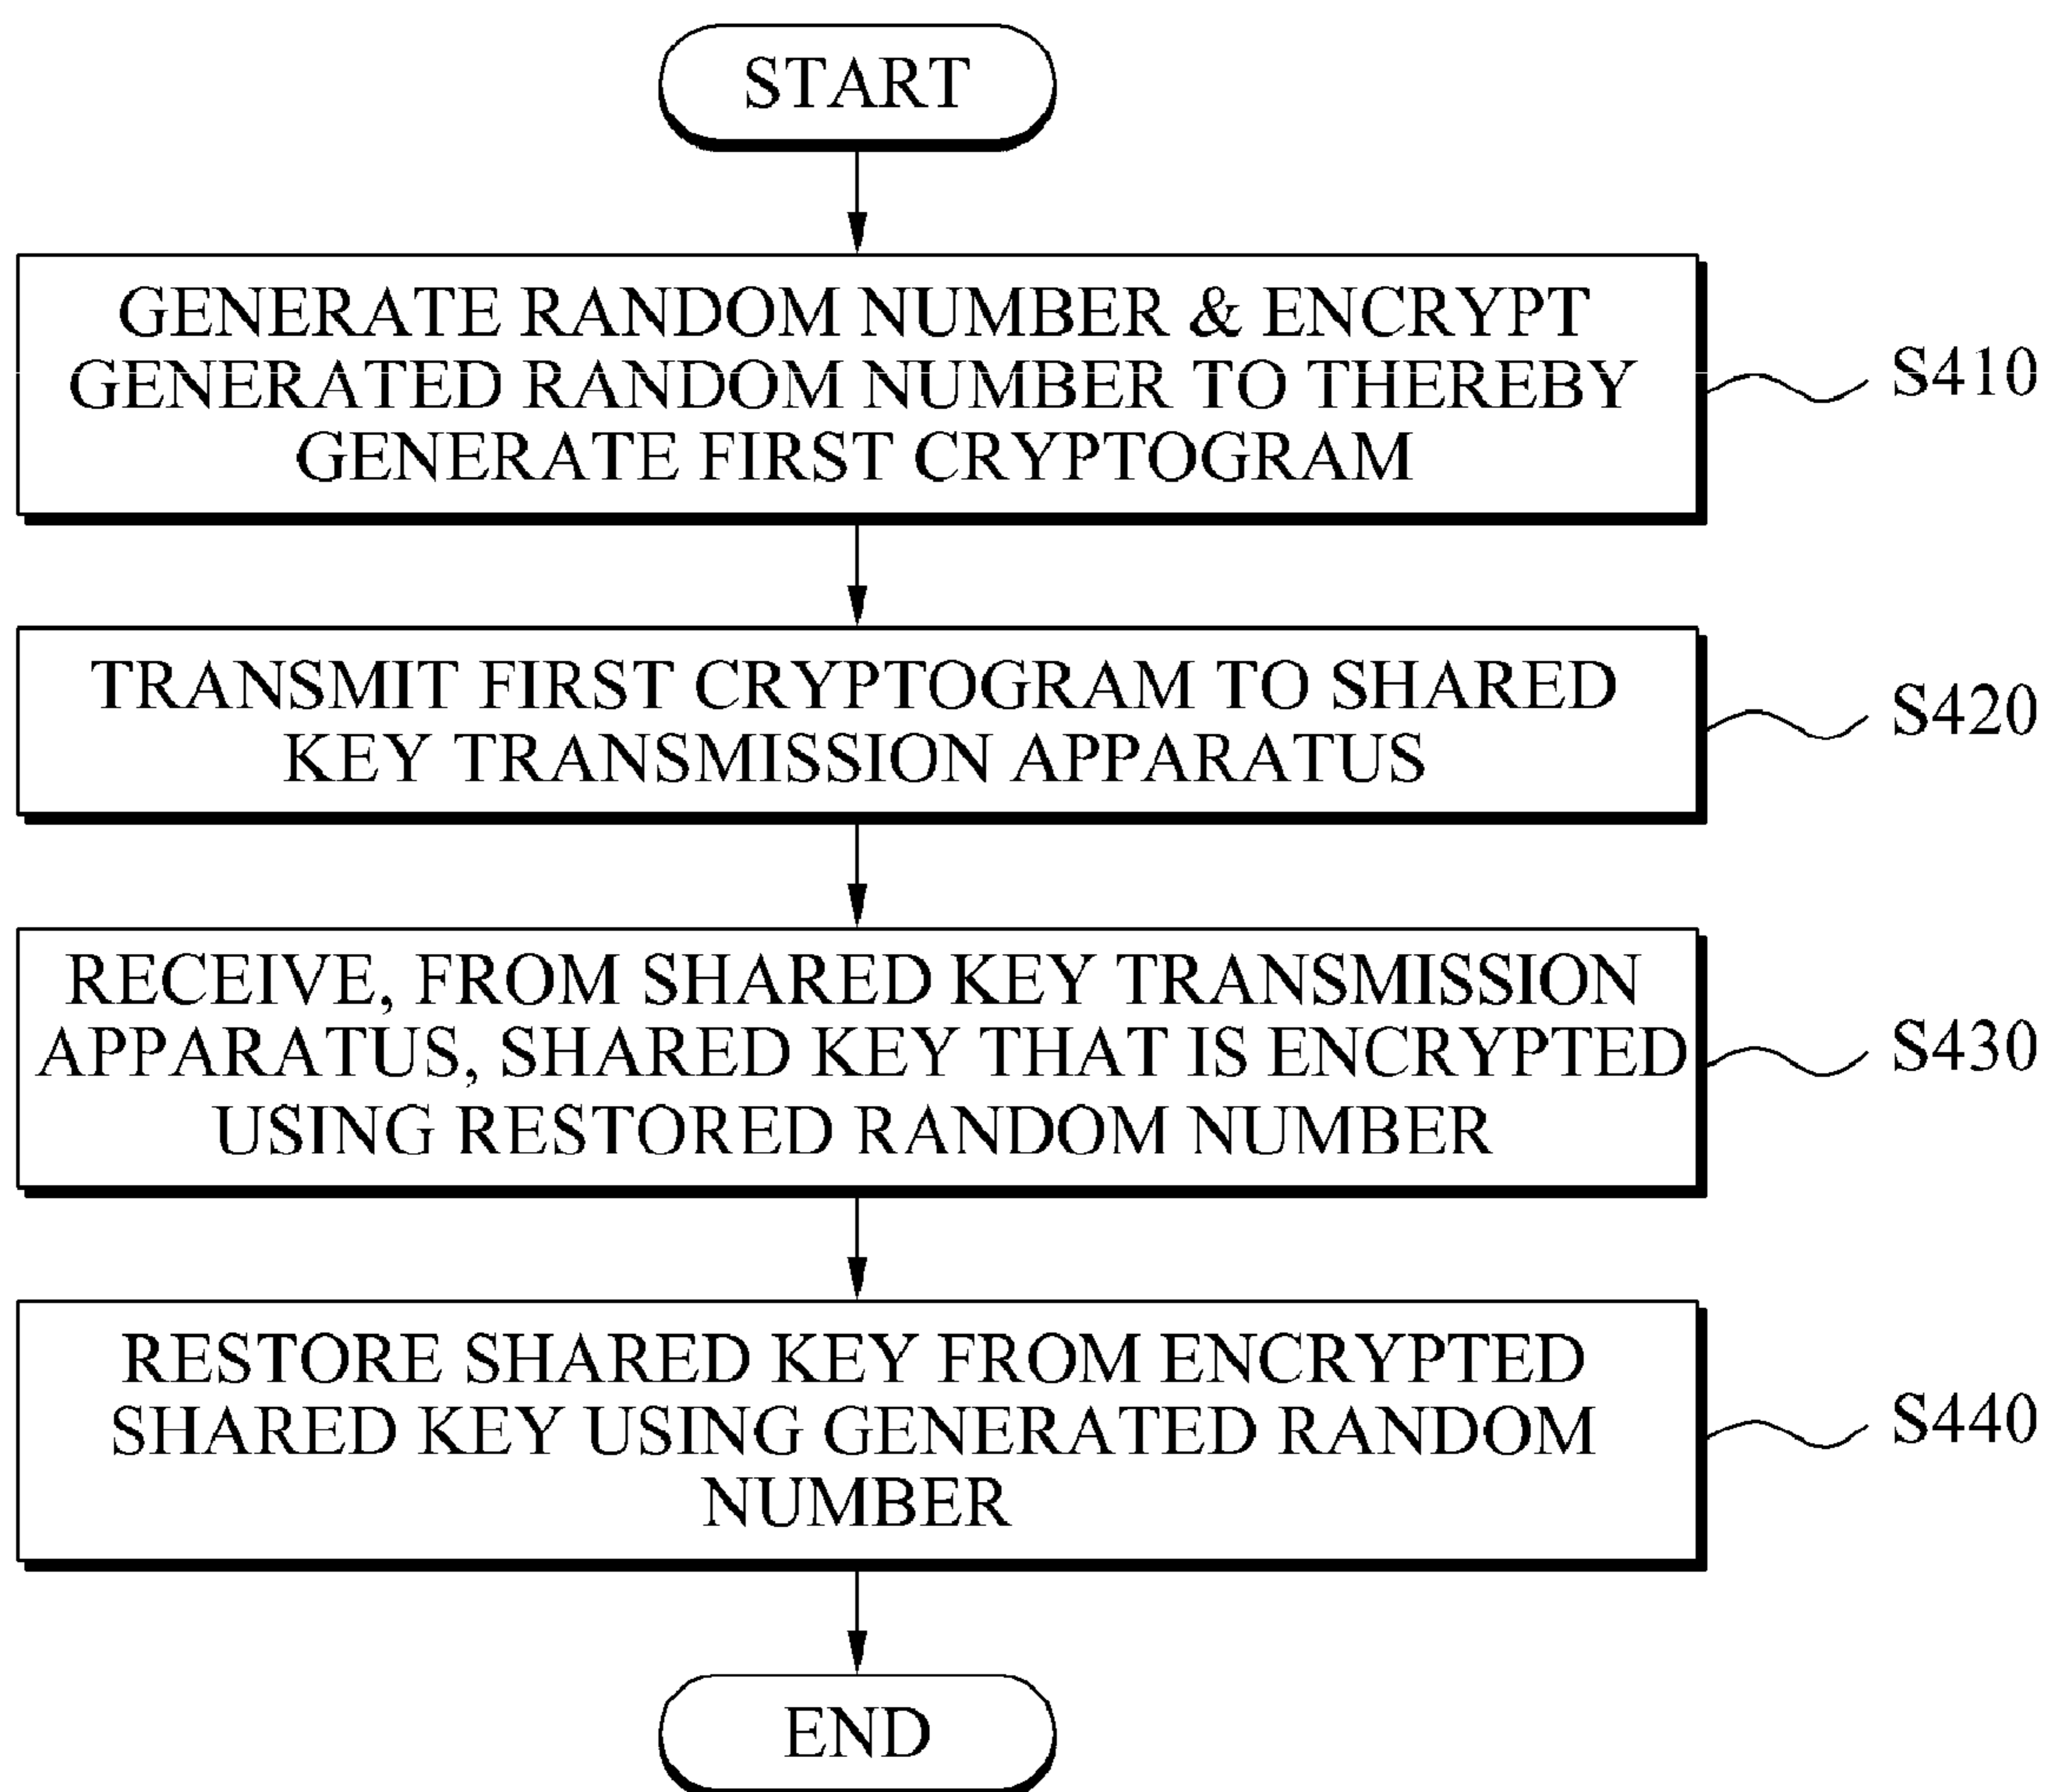 START
GENERATE RANDOM NUMBER & ENCRYPT
GENERATED RANDOM NUMBER TO THEREBY
GENERATE FIRST CRYPTOGRAM
S410
TRANSMIT FIRST CRYPTOGRAM TO SHARED
KEY TRANSMISSION APPARATUS
S420
RECEIVE, FROM SHARED KEY TRANSMISSION
APPARATUS, SHARED KEY THAT IS ENCRYPTED
USING RESTORED RANDOM NUMBER
S430
RESTORE SHARED KEY FROM ENCRYPTED
SHARED KEY USING GENERATED RANDOM
NUMBER
S440
END